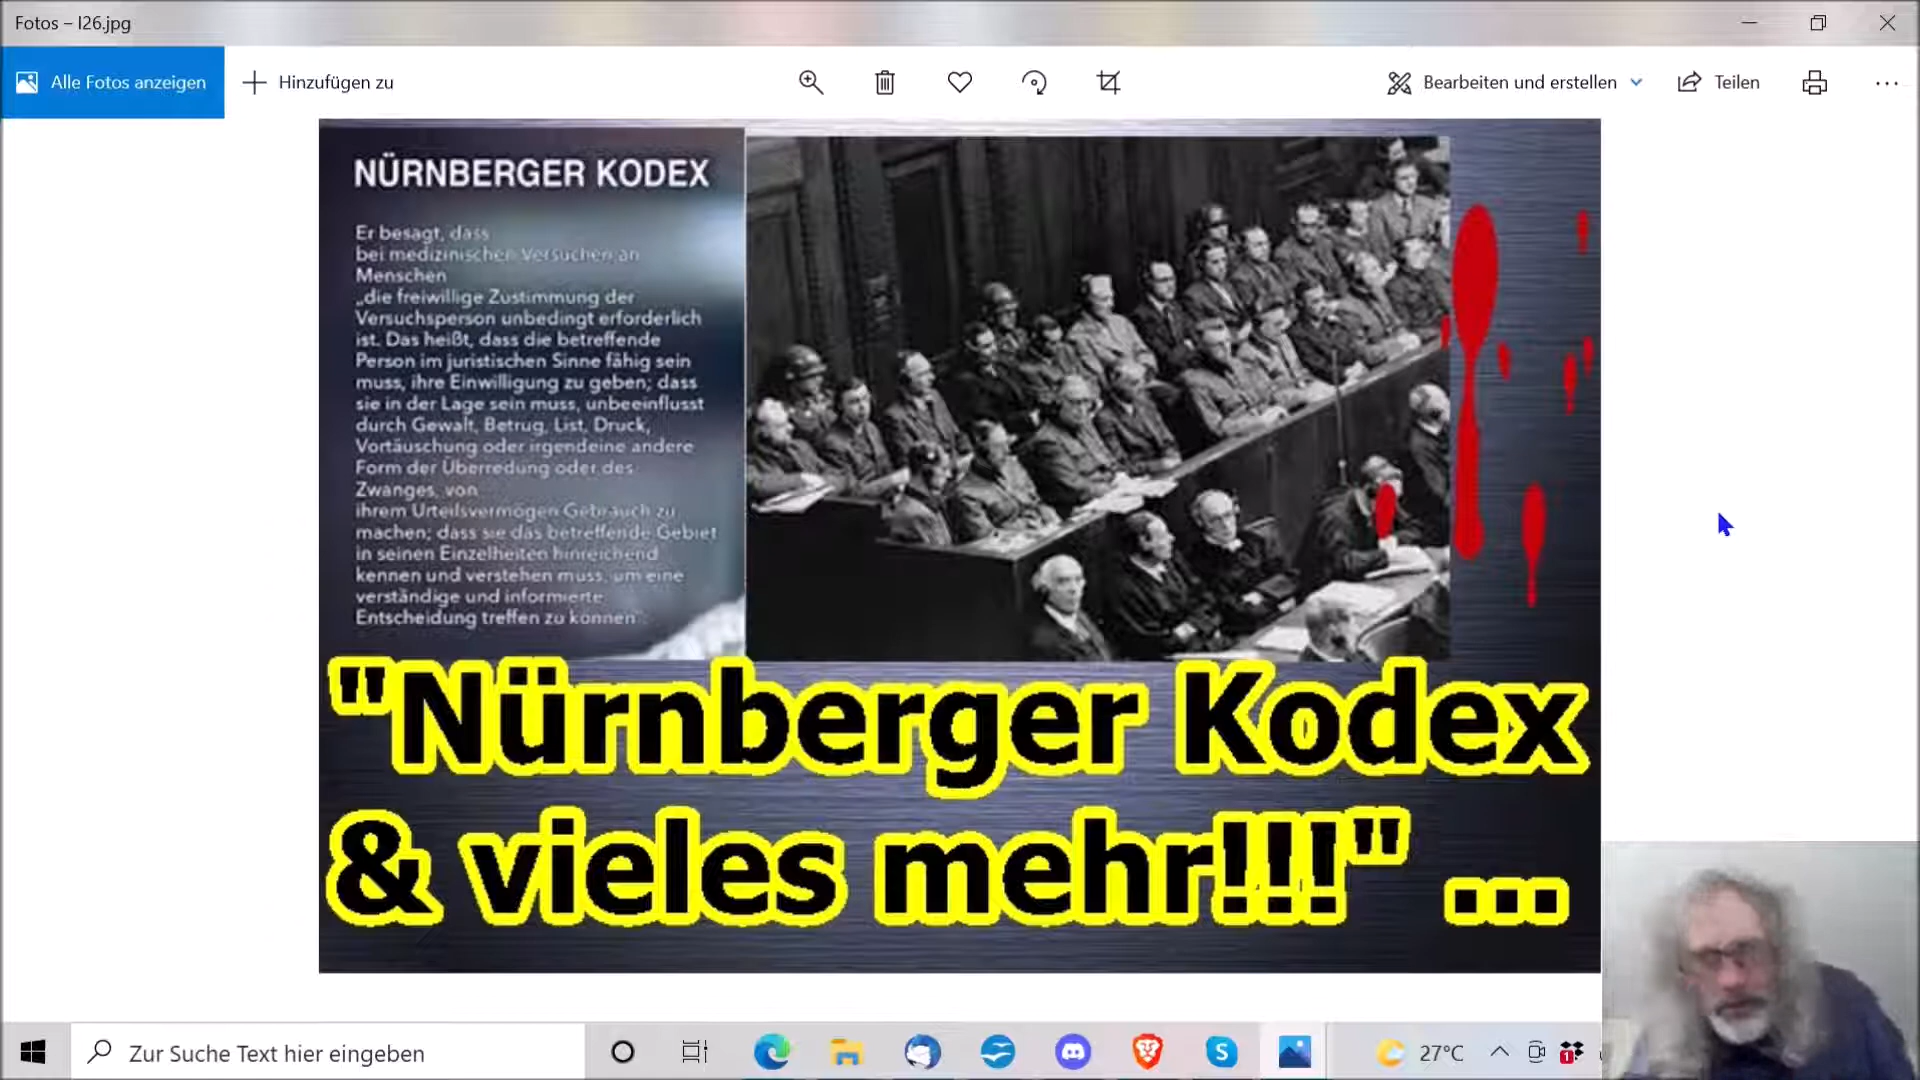 Fotos – I26.jpg
Alle Fotos anzeigen
Hinzufügen zu
Bearbeiten und erstellen
Teilen
NÜRNBERGER KODEX
Er besagt, dass
bei medizinischen Versuchen an
Menschen
„die freiwillige Zustimmung der
Versuchsperson unbedingt erforderlich
ist. Das heißt, dass die betreffende
Person im juristischen Sinne fähig sein
muss, ihre Einwilligung zu geben; dass
sie in der Lage sein muss, unbeeinflusst
durch Gewalt, Betrug, List, Druck,
Vortäuschung oder irgendeine andere
Form der Überredung oder des
Zwanges, von
ihrem Urteilsvermögen Gebrauch zu
machen; dass sie das betreffende Gebiet
in seinen Einzelheiten hinreichend
kennen und verstehen muss, um eine
verständige und informierte
Entscheidung treffen zu können“.
"Nürnberger Kodex
& vieles mehr!!!" ...
Zur Suche Text hier eingeben
27°C
1